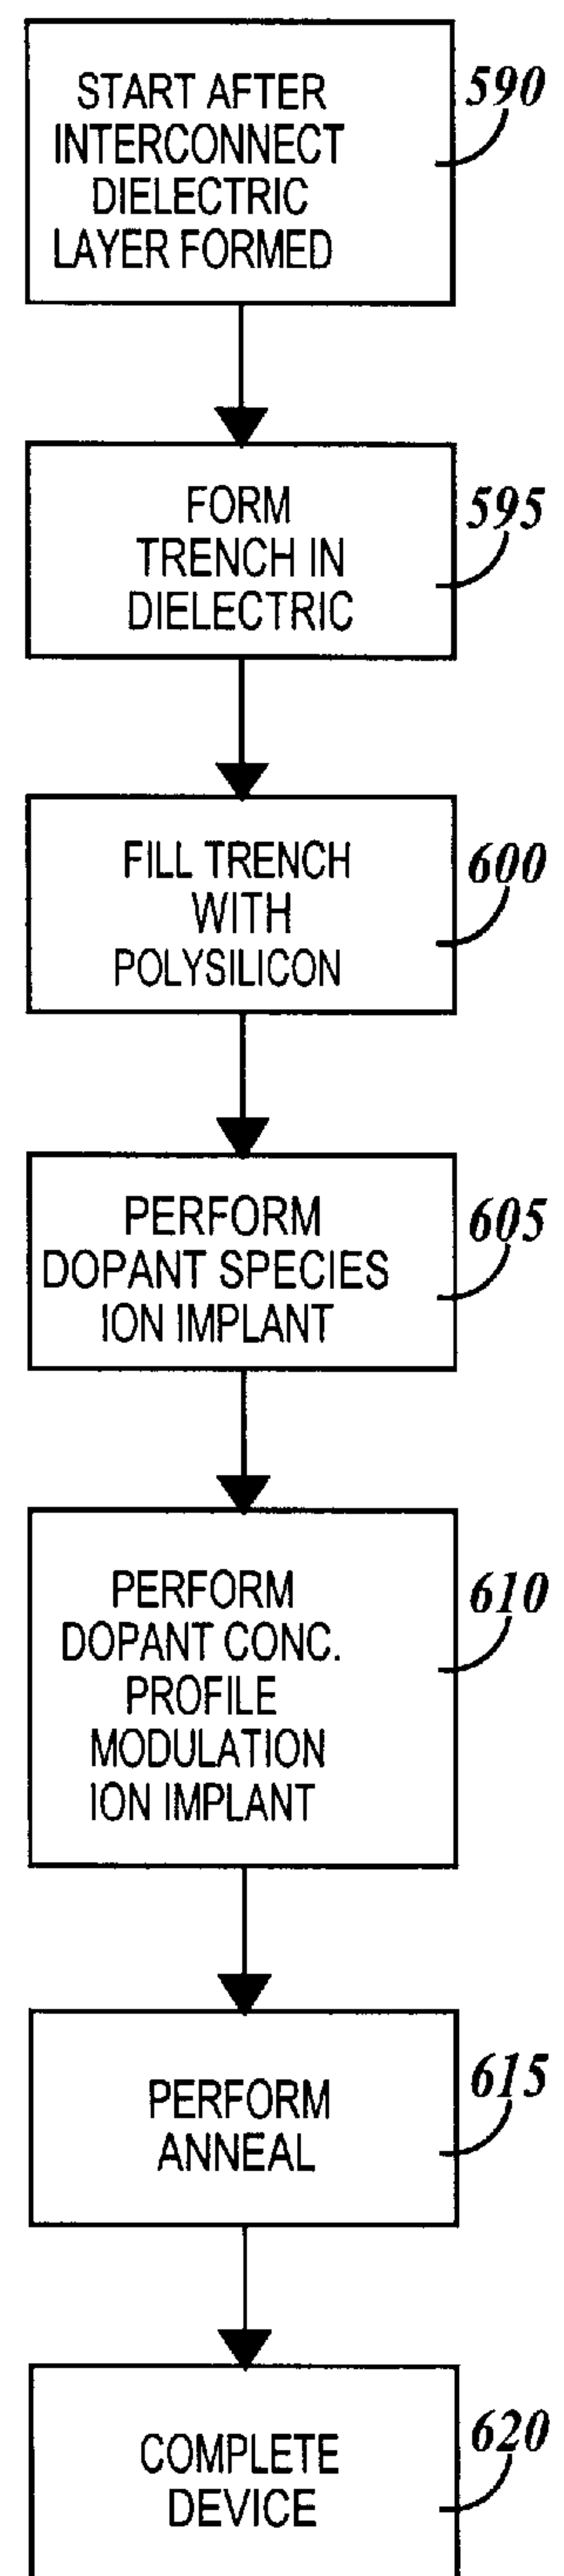 START AFTER
INTERCONNECT
DIELECTRIC
LAYER FORMED
590
FORM
TRENCH IN
DIELECTRIC
595
FILL TRENCH
WITH
POLYSILICON
600
PERFORM
DOPANT SPECIES
ION IMPLANT
605
PERFORM
DOPANT CONC.
PROFILE
MODULATION
ION IMPLANT
610
PERFORM
ANNEAL
615
COMPLETE
DEVICE
620